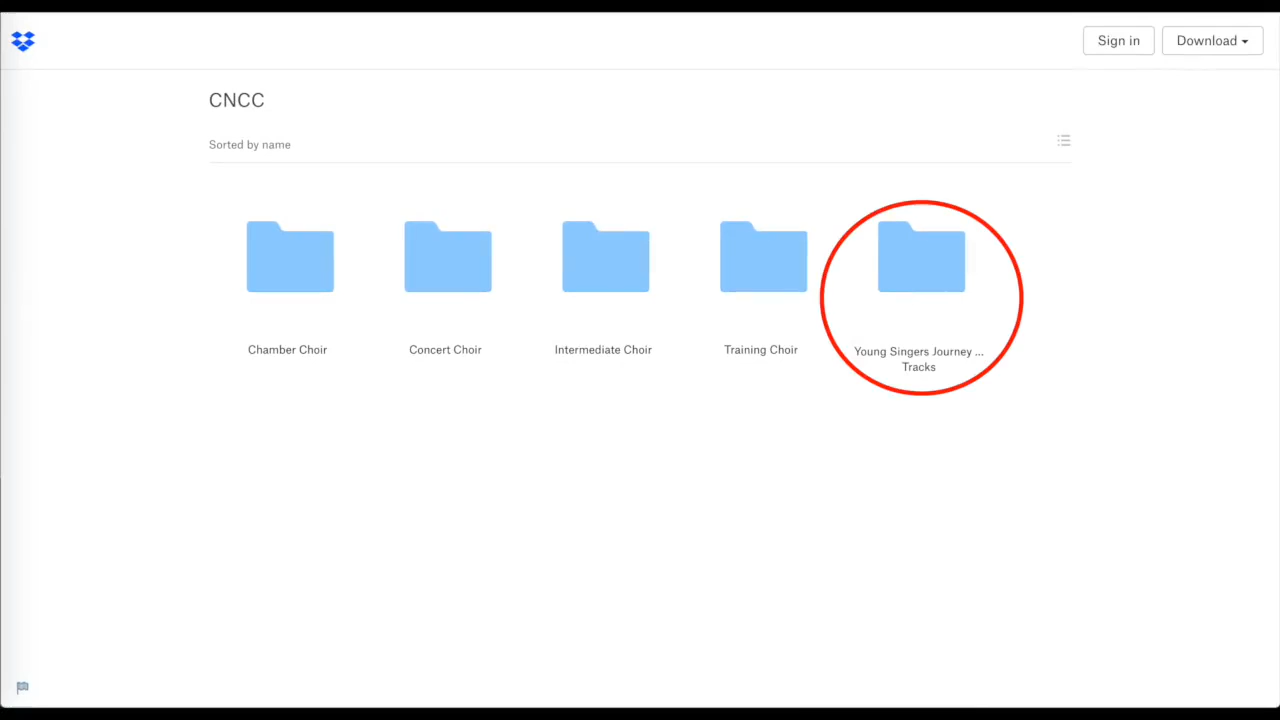 Sign in
Download
CNCC
Sorted by name
Chamber Choir
Concert Choir
Intermediate Choir
Training Choir
Young Singers Journey ...
Tracks